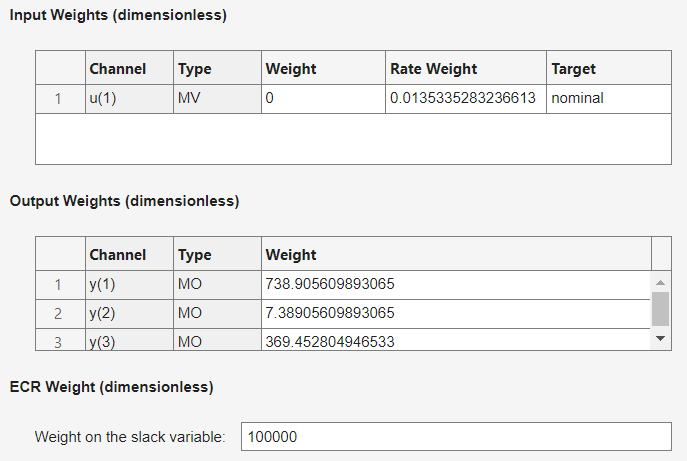 Input Weights (dimensionless)
Channel Type Weight Rate Weight Target
1 u(1) MV 0 0.0135335283236613 nominal
Output Weights (dimensionless)
Channel Type Weight
1 y(1) MO 738.905609893065
2 y(2) MO 7.38905609893065
3 y(3) MO 369.452804946533
ECR Weight (dimensionless)
Weight on the slack variable: 100000